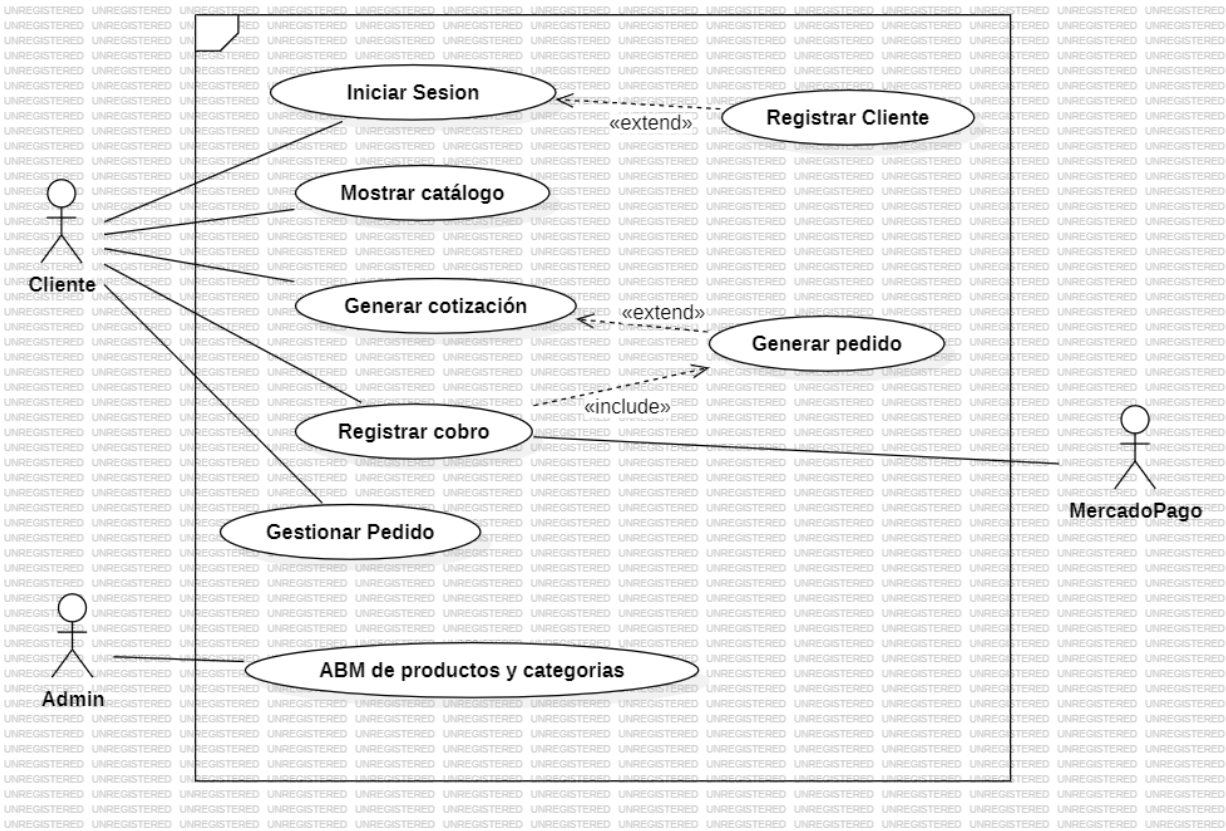 Iniciar Sesion
«extend»
Registrar Cliente
Mostrar catálogo
Cliente
Generar cotización
«extend»
Generar pedido
«include»
Registrar cobro
MercadoPago
Gestionar Pedido
ABM de productos y categorias
Admin
UNREGISTERED